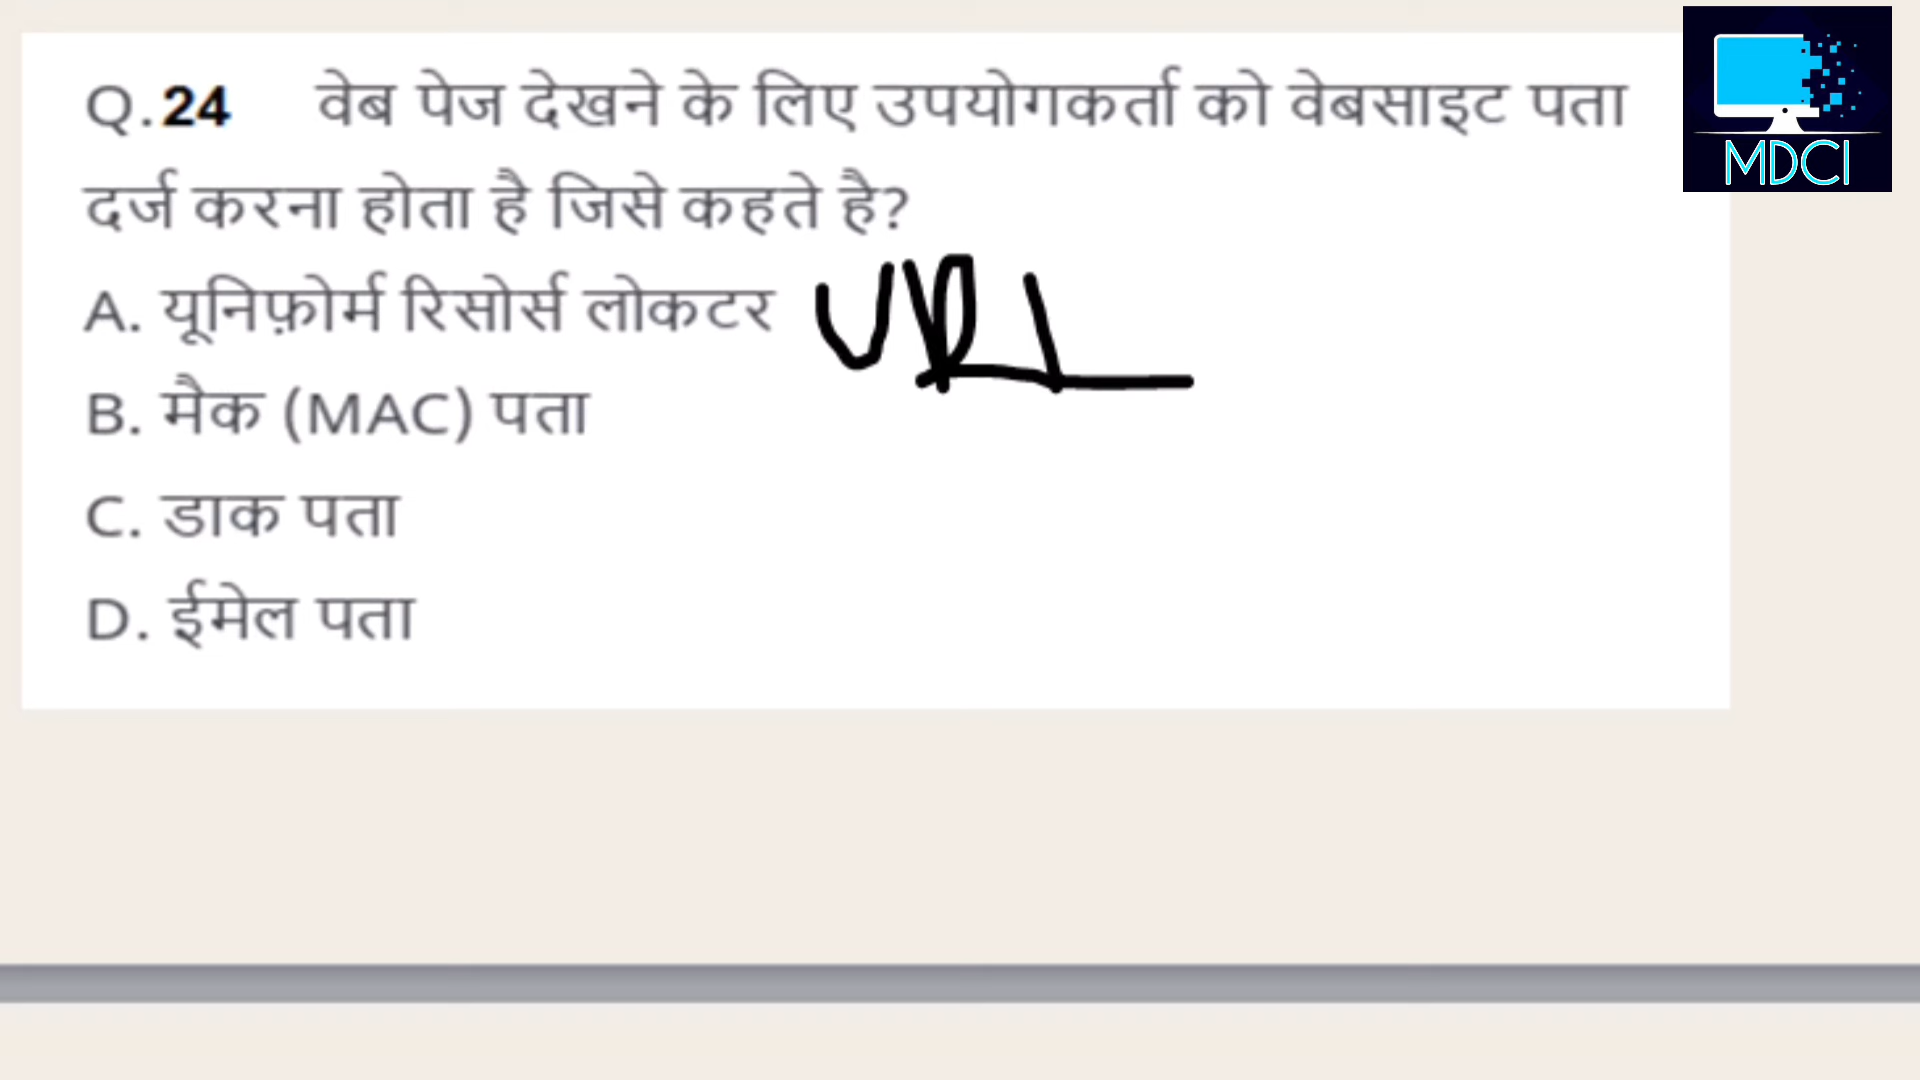 Q.24 वेब पेज देखने के लिए उपयोगकर्ता को वेबसाइट पता
दर्ज करना होता है जिसे कहते है?
A. यूनिफ़ोर्म रिसोर्स लोकटर URL
B. मैक (MAC) पता
C. डाक पता
D. ईमेल पता
MDCI